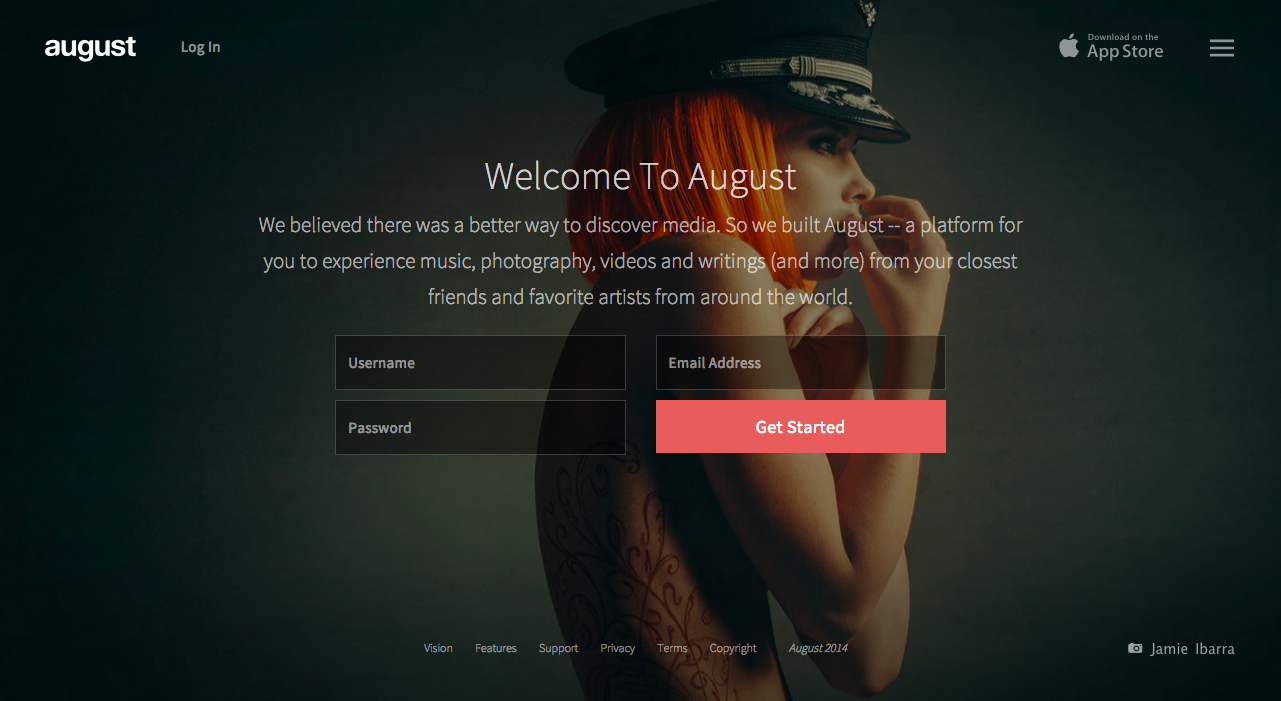 august
Log In
Download on the
App Store
Welcome To August
We believed there was a better way to discover media. So we built August -- a platform for
you to experience music, photography, videos and writings (and more) from your closest
friends and favorite artists from around the world.
Username
Email Address
Password
Get Started
Vision Features Support Privacy Terms Copyright August 2014
Jamie Ibarra